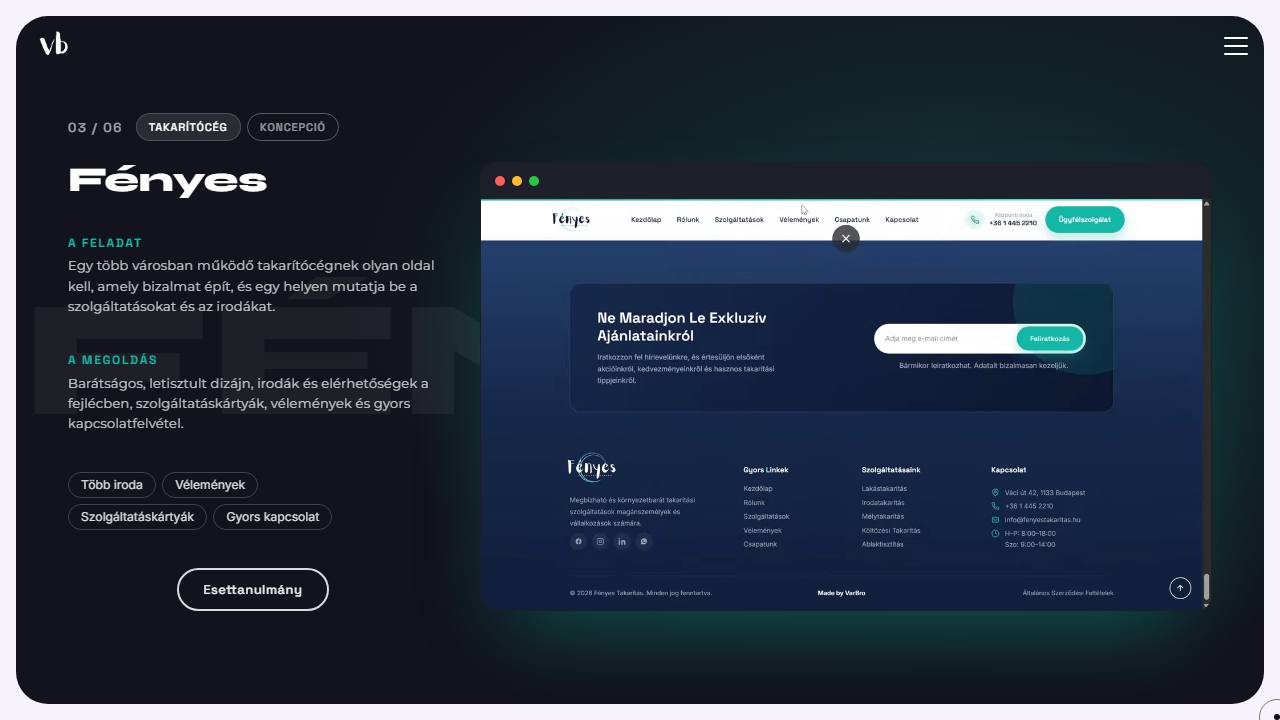 vb
03 / 06
TAKARÍTÓCÉG
KONCEPCIÓ
Fényes
A FELADAT
Egy több városban működő takarítócégnek olyan oldal
kell, amely bizalmat épít, és egy helyen mutatja be a
szolgáltatásokat és az irodákat.
A MEGOLDÁS
Barátságos, letisztult dizájn, irodák és elérhetőségek a
fejlécben, szolgáltatáskártyák, vélemények és gyors
kapcsolatfelvétel.
Több iroda
Vélemények
Szolgáltatáskártyák
Gyors kapcsolat
Esettanulmány
Fényes
Kezdőlap
Rólunk
Szolgáltatások
Vélemények
Csapatunk
Kapcsolat
Központi iroda
+36 1 445 2210
Ügyfélszolgálat
Ne Maradjon Le Exkluzív
Ajánlatainkról
Iratkozzon fel hírlevelünkre, és értesüljön elsőként
akcióinkról, kedvezményeinkről és hasznos takarítási
tippjeinkről.
Adja meg e-mail címét
Feliratkozás
Bármikor leiratkozhat. Adatait bizalmasan kezeljük.
Fényes
Megbízható és környezetbarát takarítási
szolgáltatások magánszemélyek és
vállalkozások számára.
Gyors Linkek
Kezdőlap
Rólunk
Szolgáltatások
Vélemények
Csapatunk
Szolgáltatásaink
Lakástakarítás
Irodatakarítás
Mélytakarítás
Költözési Takarítás
Ablaktisztítás
Kapcsolat
Váci út 42, 1133 Budapest
+36 1 445 2210
info@fenyestakaritas.hu
H-P: 8:00-18:00
Szo: 9:00-14:00
© 2026 Fényes Takarítás. Minden jog fenntartva.
Made by VarBro
Általános Szerződési Feltételek